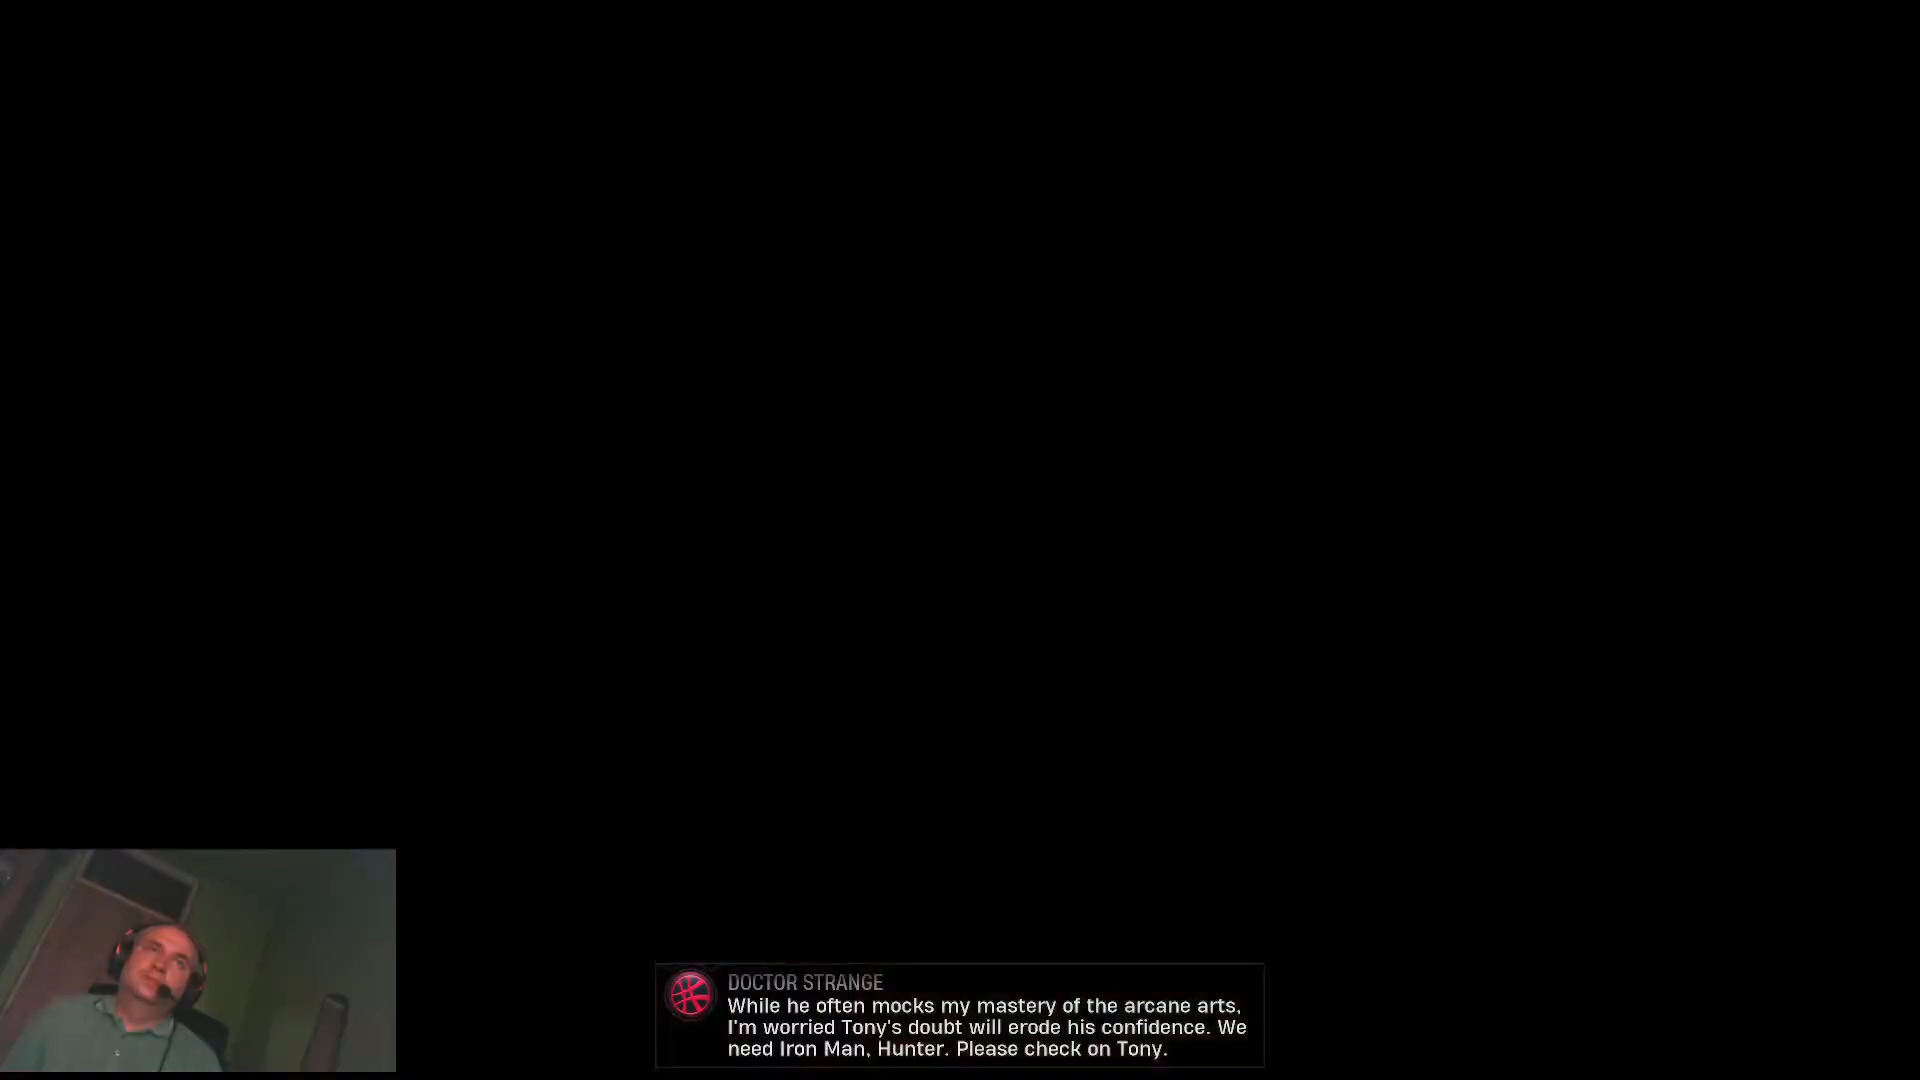 DOCTOR STRANGE
While he often mocks my mastery of the arcane arts,
I'm worried Tony's doubt will erode his confidence. We
need Iron Man, Hunter. Please check on Tony.